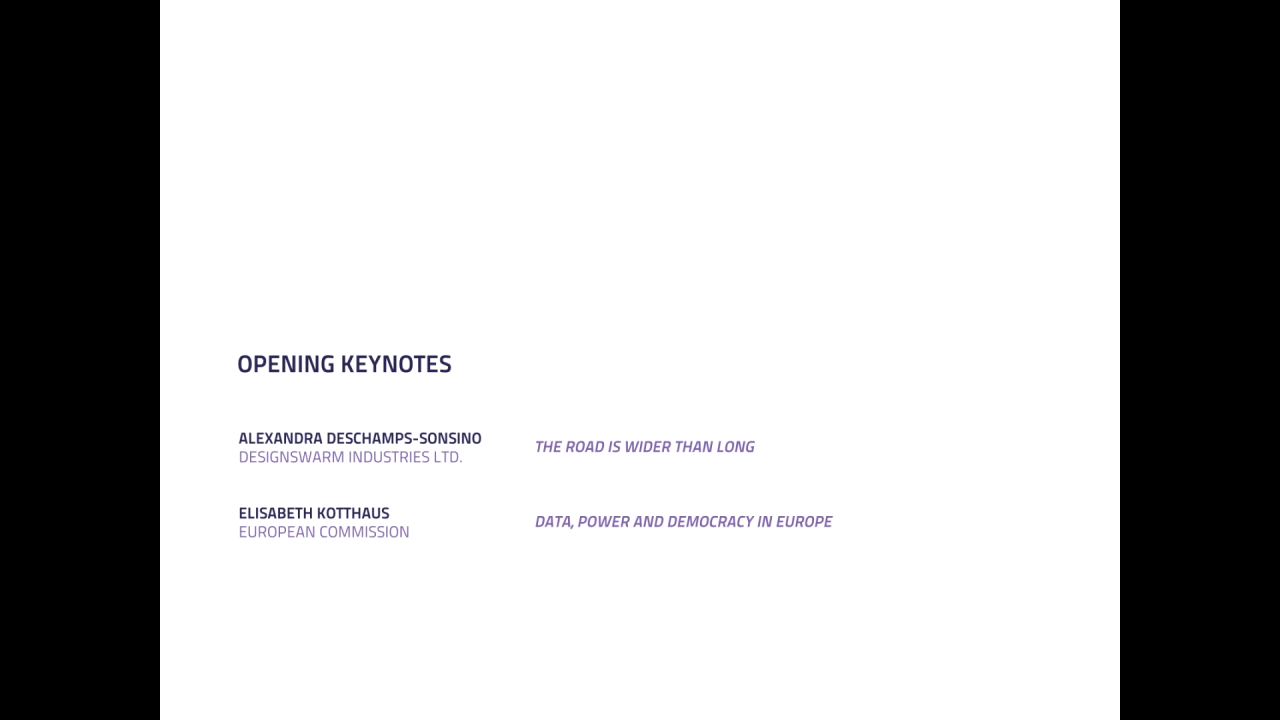 OPENING KEYNOTES
ALEXANDRA DESCHAMPS-SONSINO
DESIGNSWARM INDUSTRIES LTD.
THE ROAD IS WIDER THAN LONG
ELISABETH KOTTHAUS
EUROPEAN COMMISSION
DATA, POWER AND DEMOCRACY IN EUROPE